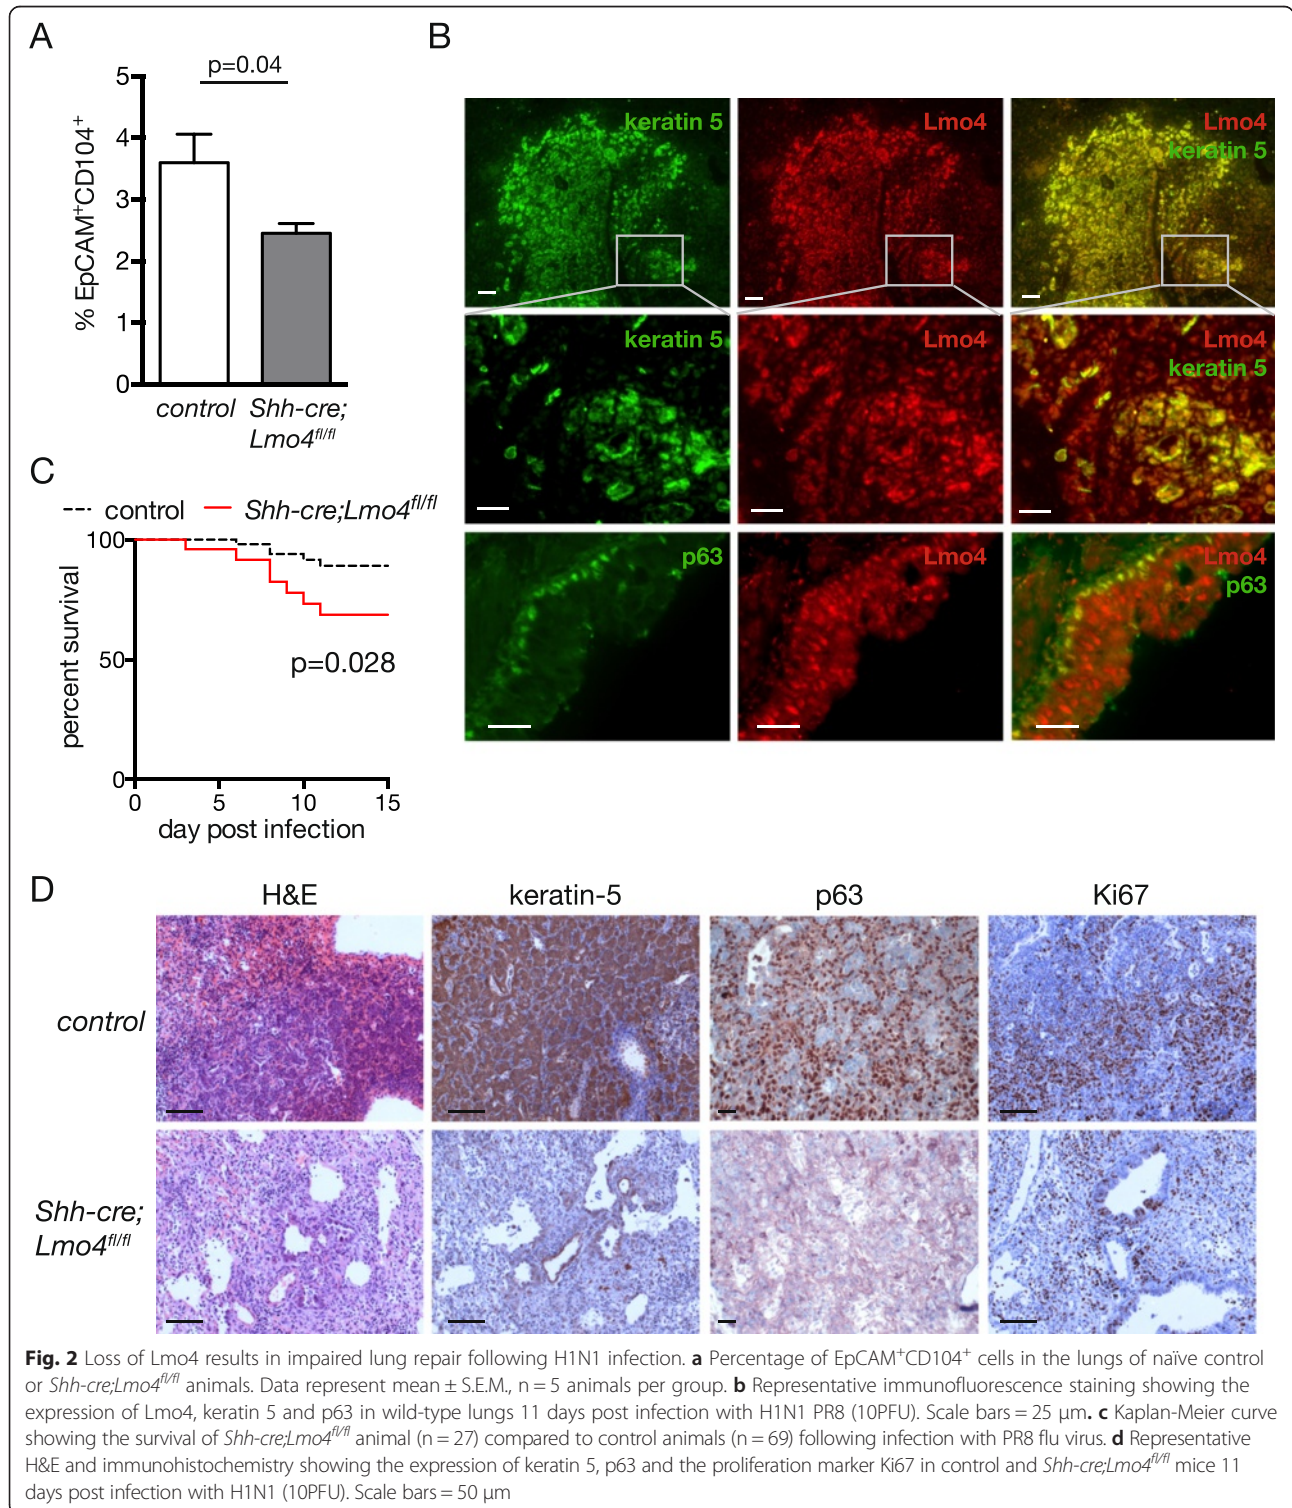 A
p=0.04
5
4
3
2
1
0
% EpCAM⁺CD104⁺
control
Shh-cre;
Lmo4fl/fl
B
keratin 5
Lmo4
Lmo4
keratin 5
keratin 5
Lmo4
Lmo4
keratin 5
p63
Lmo4
Lmo4
p63
C
control
Shh-cre;Lmo4fl/fl
100
50
0
percent survival
p=0.028
0
5
10
15
day post infection
D
H&E
keratin-5
p63
Ki67
control
Shh-cre;
Lmo4fl/fl
Fig. 2 Loss of Lmo4 results in impaired lung repair following H1N1 infection. a Percentage of EpCAM⁺CD104⁺ cells in the lungs of naïve control
or Shh-cre;Lmo4fl/fl animals. Data represent mean ± S.E.M., n = 5 animals per group. b Representative immunofluorescence staining showing the
expression of Lmo4, keratin 5 and p63 in wild-type lungs 11 days post infection with H1N1 PR8 (10PFU). Scale bars = 25 μm. c Kaplan-Meier curve
showing the survival of Shh-cre;Lmo4fl/fl animal (n = 27) compared to control animals (n = 69) following infection with PR8 flu virus. d Representative
H&E and immunohistochemistry showing the expression of keratin 5, p63 and the proliferation marker Ki67 in control and Shh-cre;Lmo4fl/fl mice 11
days post infection with H1N1 (10PFU). Scale bars = 50 μm